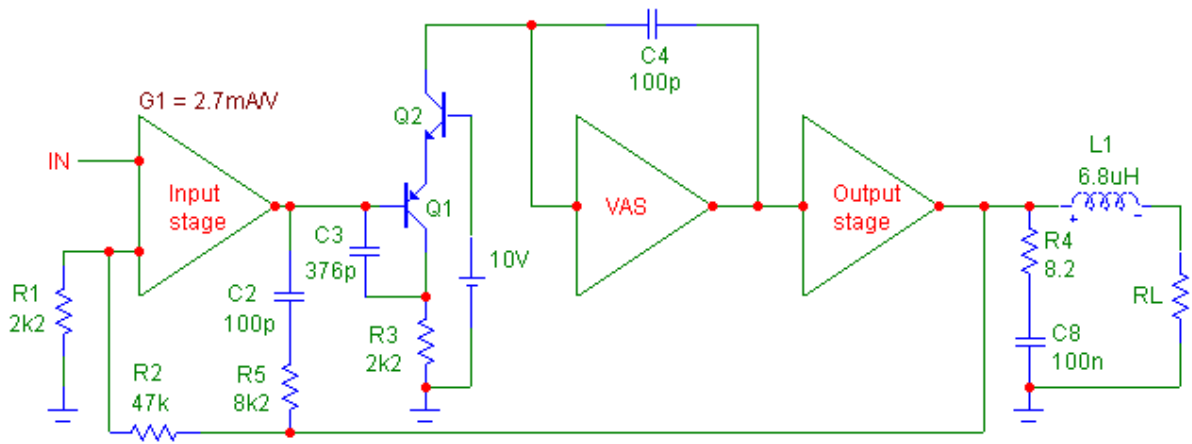 G1 = 2.7mA/V
IN
Input
stage
R1
2k2
R2
47k
C2
100p
R5
8k2
C3
376p
Q1
Q2
R3
2k2
10V
C4
100p
VAS
Output
stage
L1
6.8uH
+ -
R4
8.2
C8
100n
RL